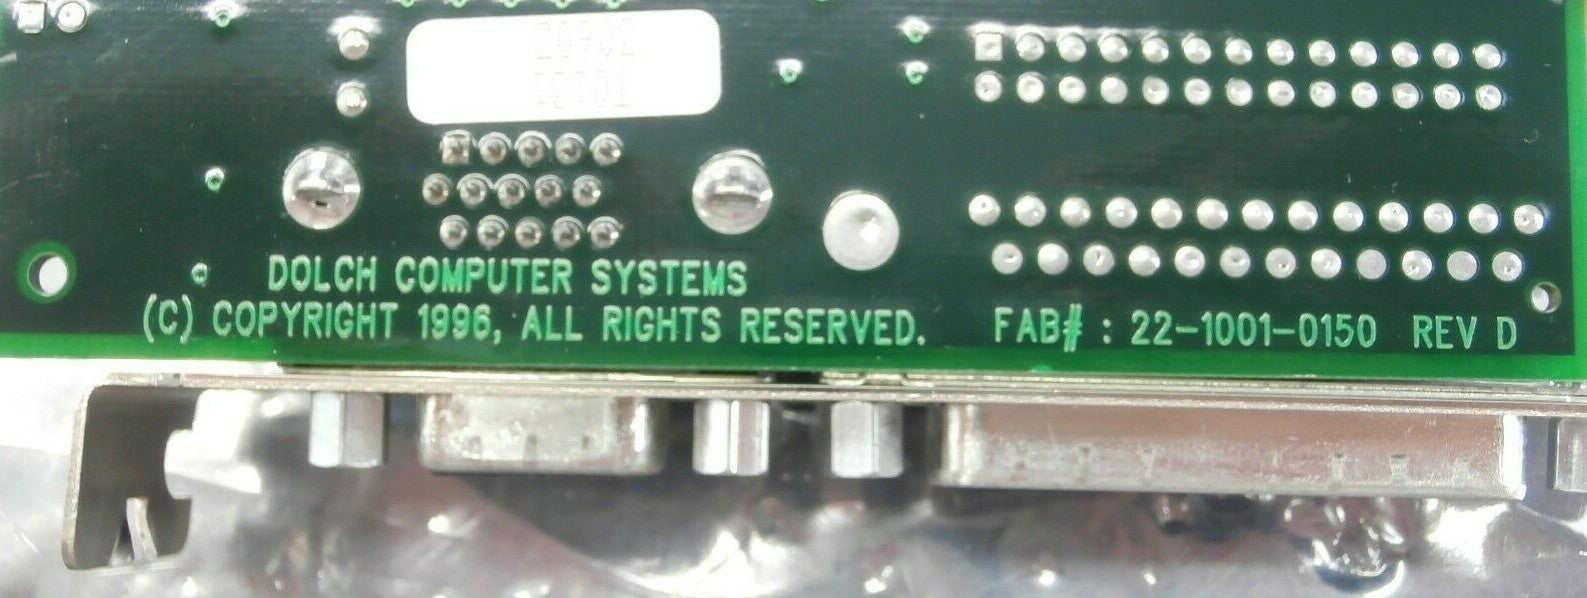 DOLCH COMPUTER SYSTEMS
(C) COPYRIGHT 1996, ALL RIGHTS RESERVED. FAB# : 22-1001-0150 REV D